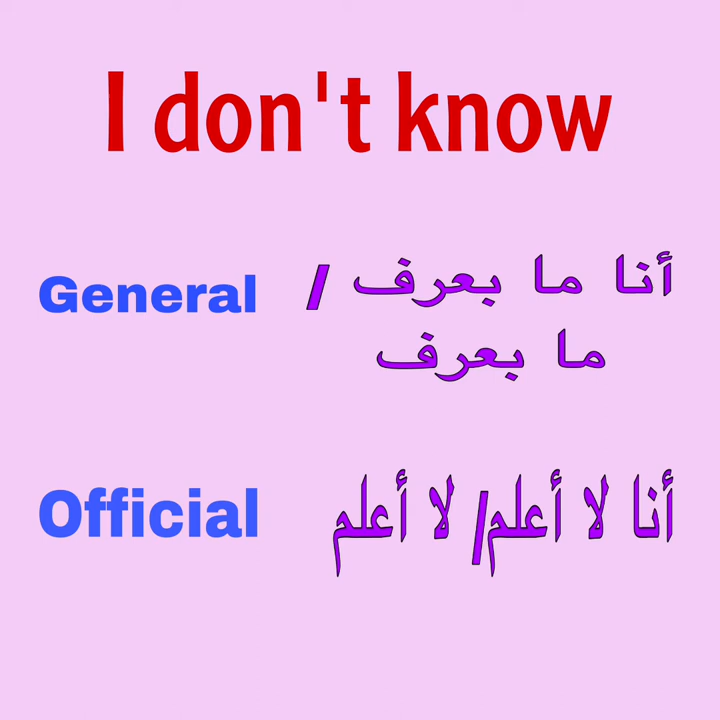 I don't know
General
أنا ما بعرف /
ما بعرف
Official
أنا لا أعلم/ لا أعلم